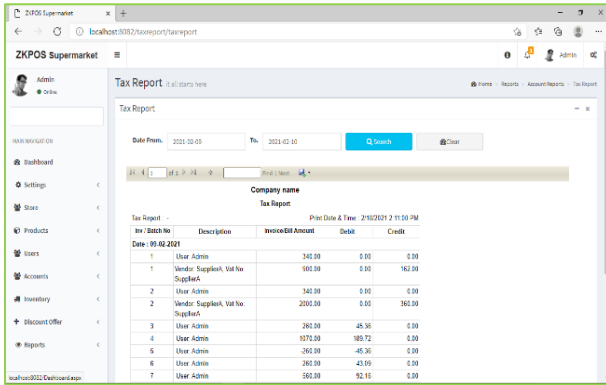 ZKPOS Supermarket
localhost:8082/taxreport/taxreport
ZKPOS Supermarket
Admin
Admin
Online
Tax Report it all starts here
Home Reports Account Reports Tax Report
Tax Report
MAIN NAVIGATION
Dashboard
Settings
Store
Products
Users
Accounts
Inventory
Discount Offer
Reports
Date From.
To. 2021-02-10
Search
Clear
1 of 2
Find | Next
Company name
Tax Report
Tax Report -
Print Date & Time : 2/10/2021 2:11:00 PM
Inv / Batch No Description Invoice/Bill Amount Debit Credit
Date : 09-02-2021
1 User: Admin 340.00 0.00 0.00
1 Vendor: SupplierA, Vat No: 900.00 0.00 162.00
SupplierA
2 User: Admin 340.00 0.00 0.00
2 Vendor: SupplierA, Vat No: 2000.00 0.00 360.00
SupplierA
3 User: Admin 260.00 45.36 0.00
4 User: Admin 1070.00 189.72 0.00
5 User: Admin -260.00 -45.36 0.00
6 User: Admin 260.00 43.09 0.00
7 User: Admin 560.00 92.16 0.00
localhost:8082/Dashboard.aspx